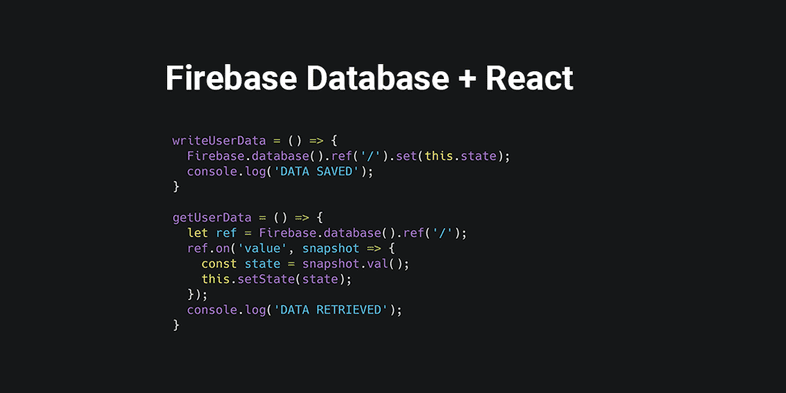 Firebase Database + React
writeUserData = () => {
  Firebase.database().ref('/').set(this.state);
  console.log('DATA SAVED');
}
getUserData = () => {
  let ref = Firebase.database().ref('/');
  ref.on('value', snapshot => {
    const state = snapshot.val();
    this.setState(state);
  });
  console.log('DATA RETRIEVED');
}